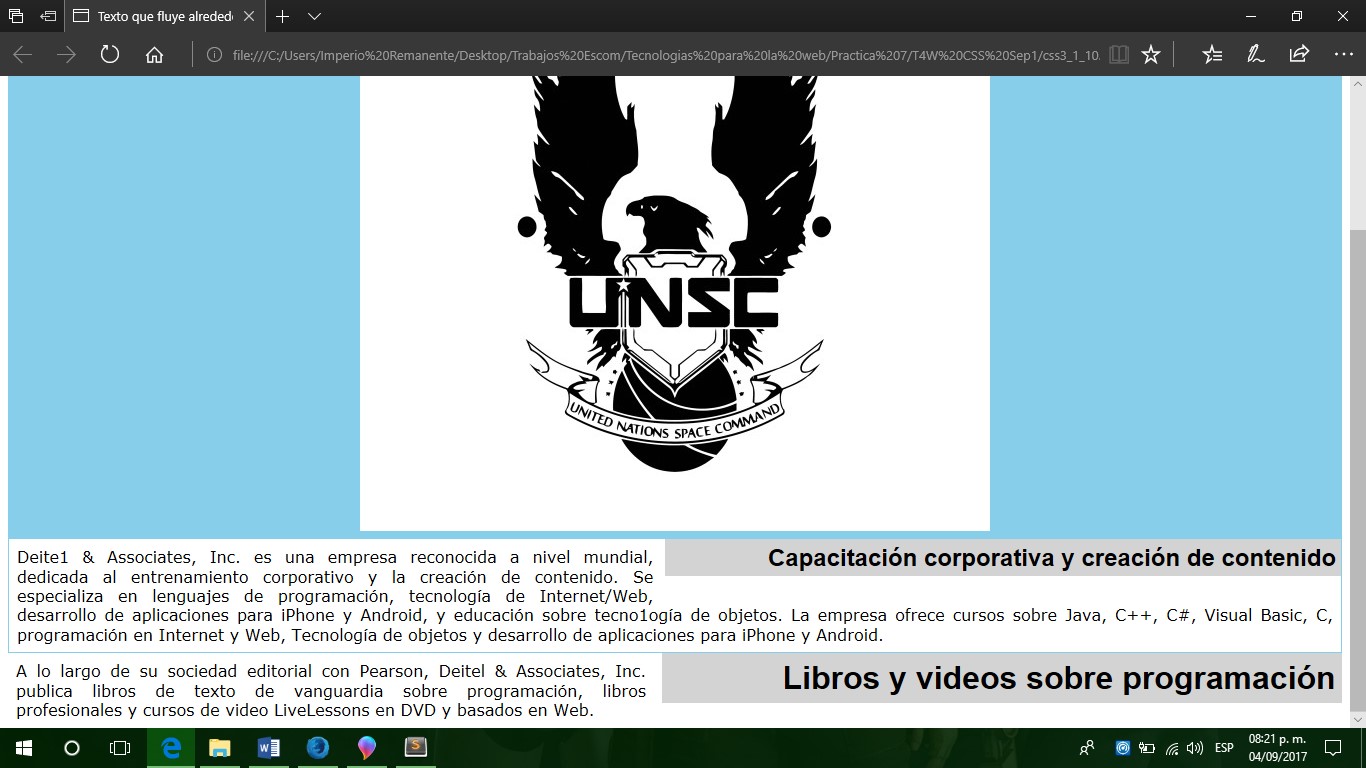 Texto que fluye alreded
file:///C:/Users/Imperio%20Remanente/Desktop/Trabajos%20Escom/Tecnologias%20para%20la%20web/Practica%207/T4W%20CSS%20Sep1/css3_1_10.
UNSC
UNITED NATIONS SPACE COMMAND
Capacitación corporativa y creación de contenido
Deite1 & Associates, Inc. es una empresa reconocida a nivel mundial,
dedicada al entrenamiento corporativo y la creación de contenido. Se
especializa en lenguajes de programación, tecnología de Internet/Web,
desarrollo de aplicaciones para iPhone y Android, y educación sobre tecno1ogía de objetos. La empresa ofrece cursos sobre Java, C++, C#, Visual Basic, C,
programación en Internet y Web, Tecnología de objetos y desarrollo de aplicaciones para iPhone y Android.
Libros y videos sobre programación
A lo largo de su sociedad editorial con Pearson, Deitel & Associates, Inc.
publica libros de texto de vanguardia sobre programación, libros
profesionales y cursos de video LiveLessons en DVD y basados en Web.
ESP
08:21 p. m.
04/09/2017